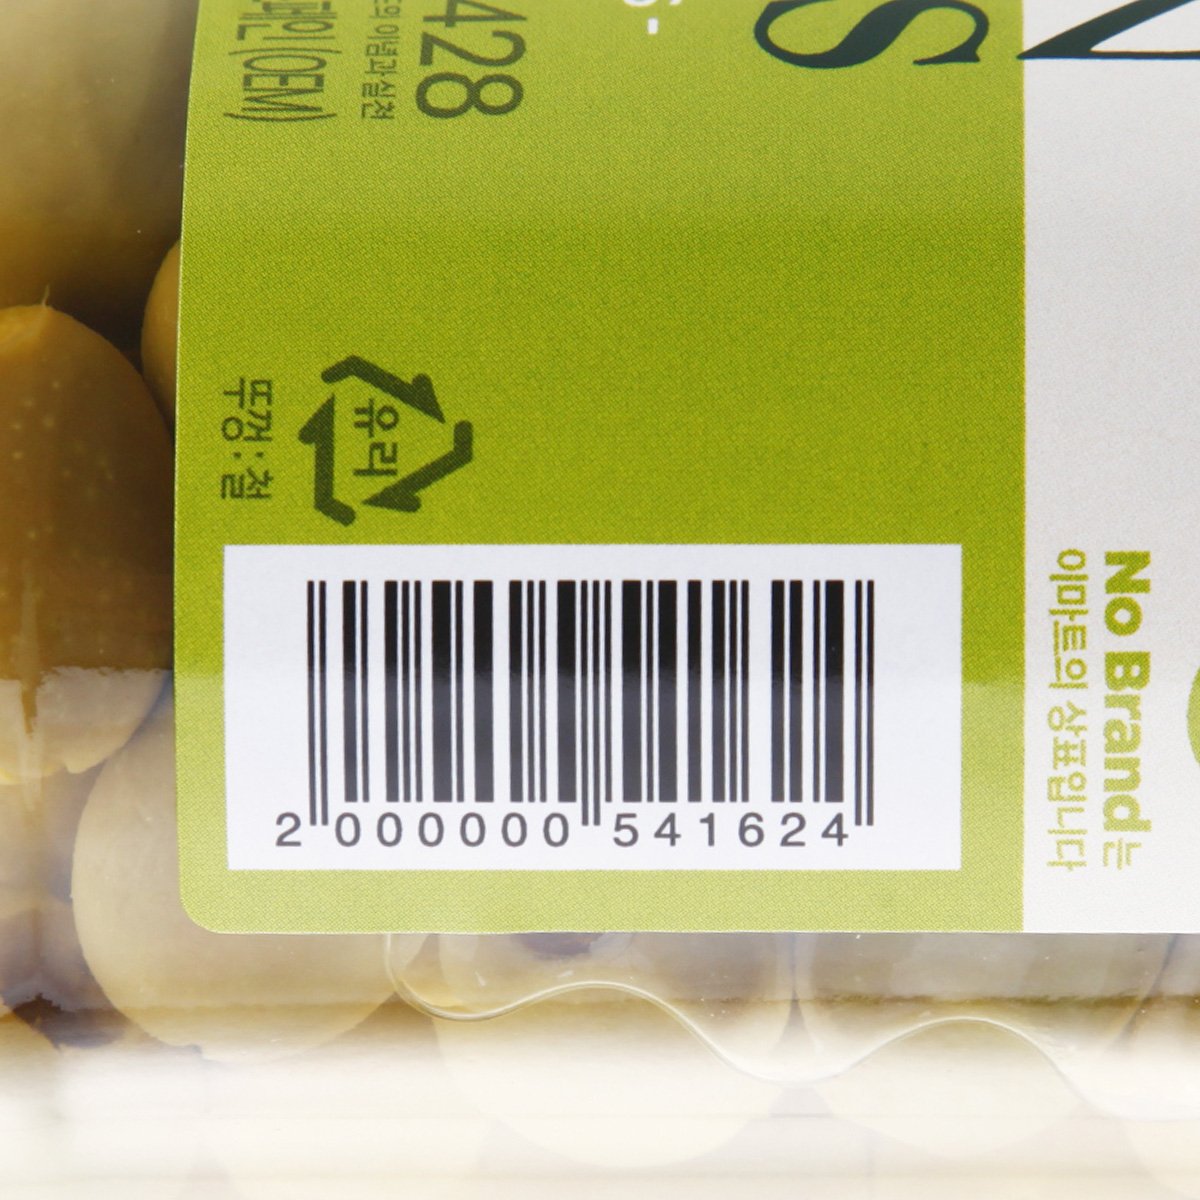 428
(OEM)
뚜껑:철
유리
2 000000 541624
No Brand는
이마트의 상표입니다